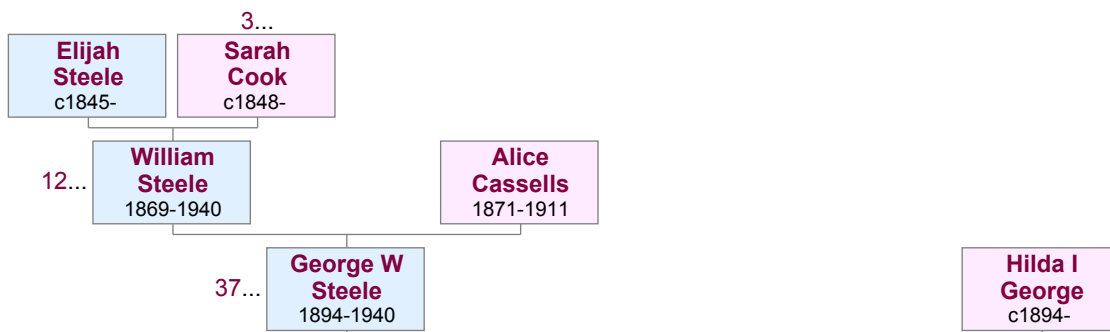 3...
Elijah
Steele
c1845-
Sarah
Cook
c1848-
12...
William
Steele
1869-1940
Alice
Cassells
1871-1911
37...
George W
Steele
1894-1940
Hilda I
George
c1894-